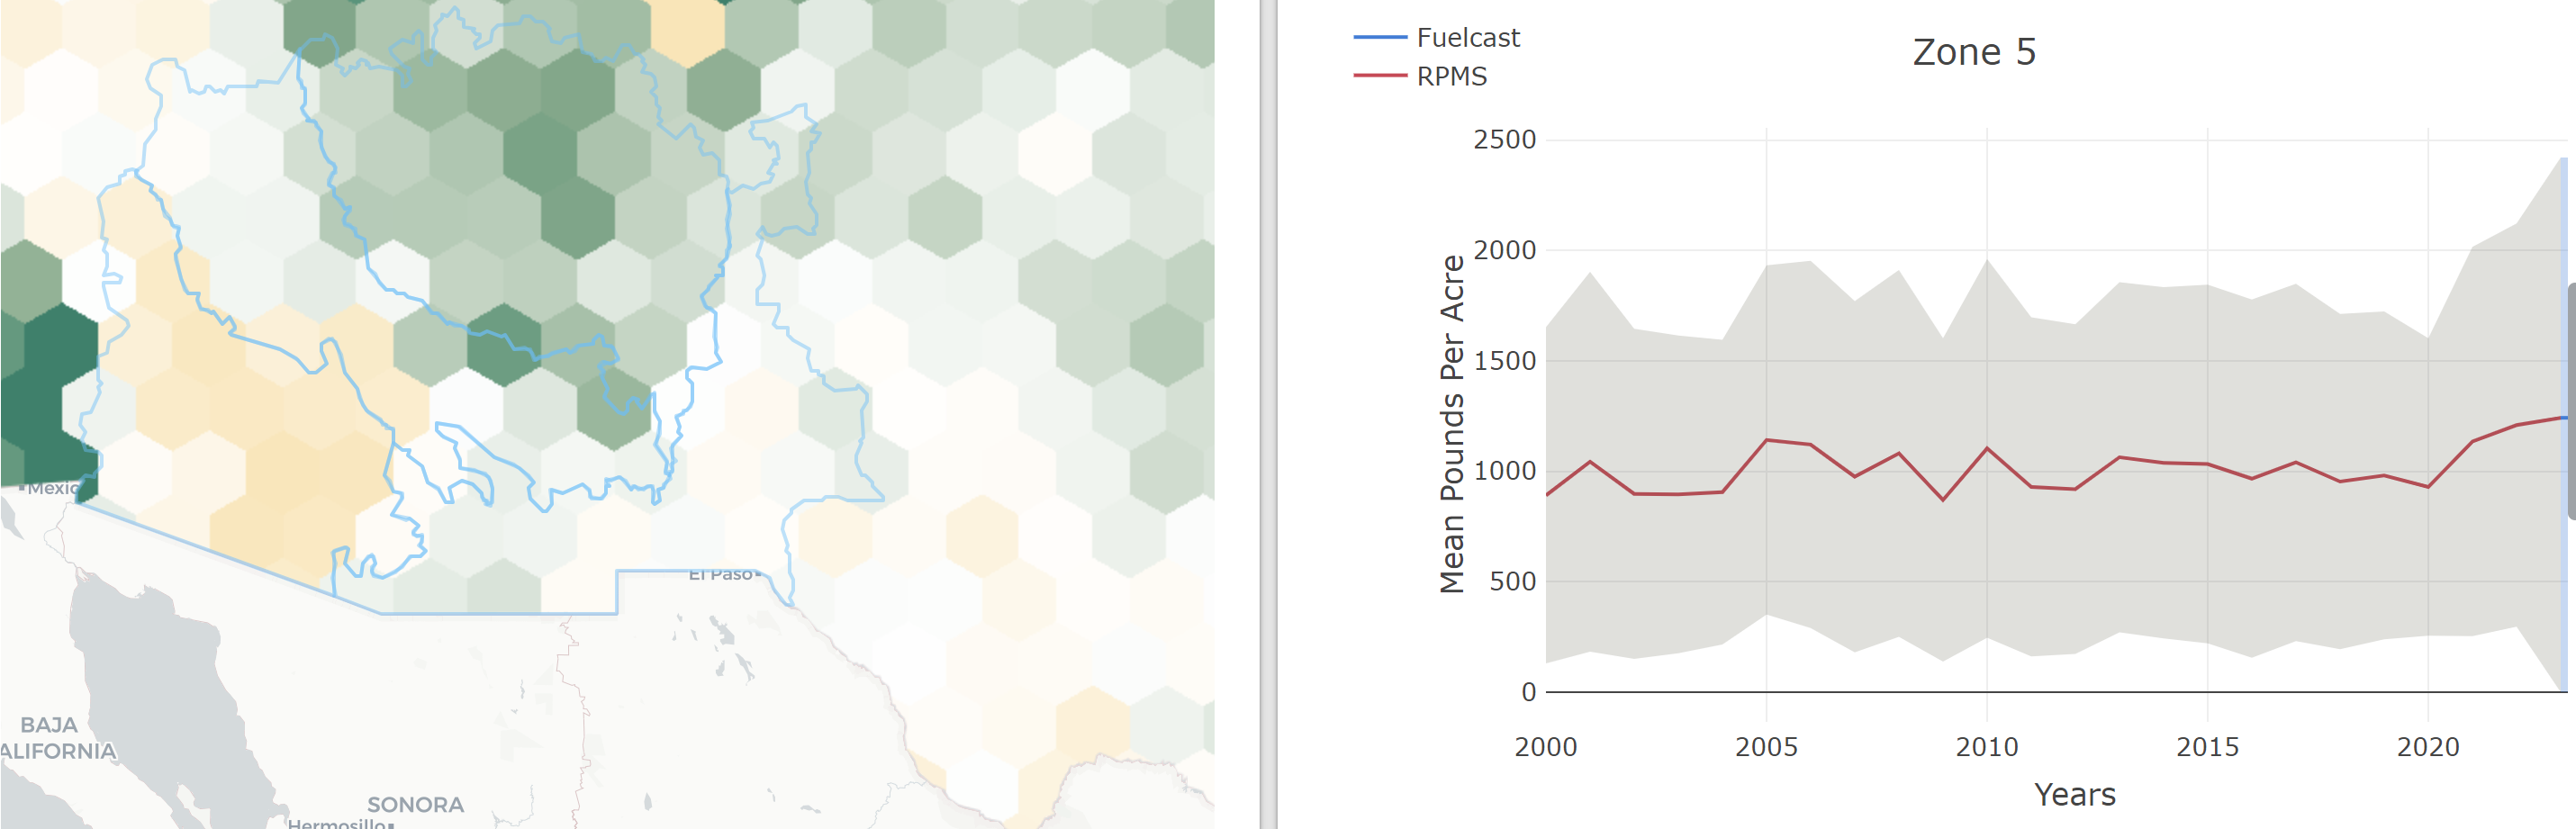 Mexic
El Paso
BAJA
ALIFORNIA
SONORA
Hermosillo
Fuelcast
RPMS
Zone 5
Mean Pounds Per Acre
2500
2000
1500
1000
500
0
2000 2005 2010 2015 2020
Years